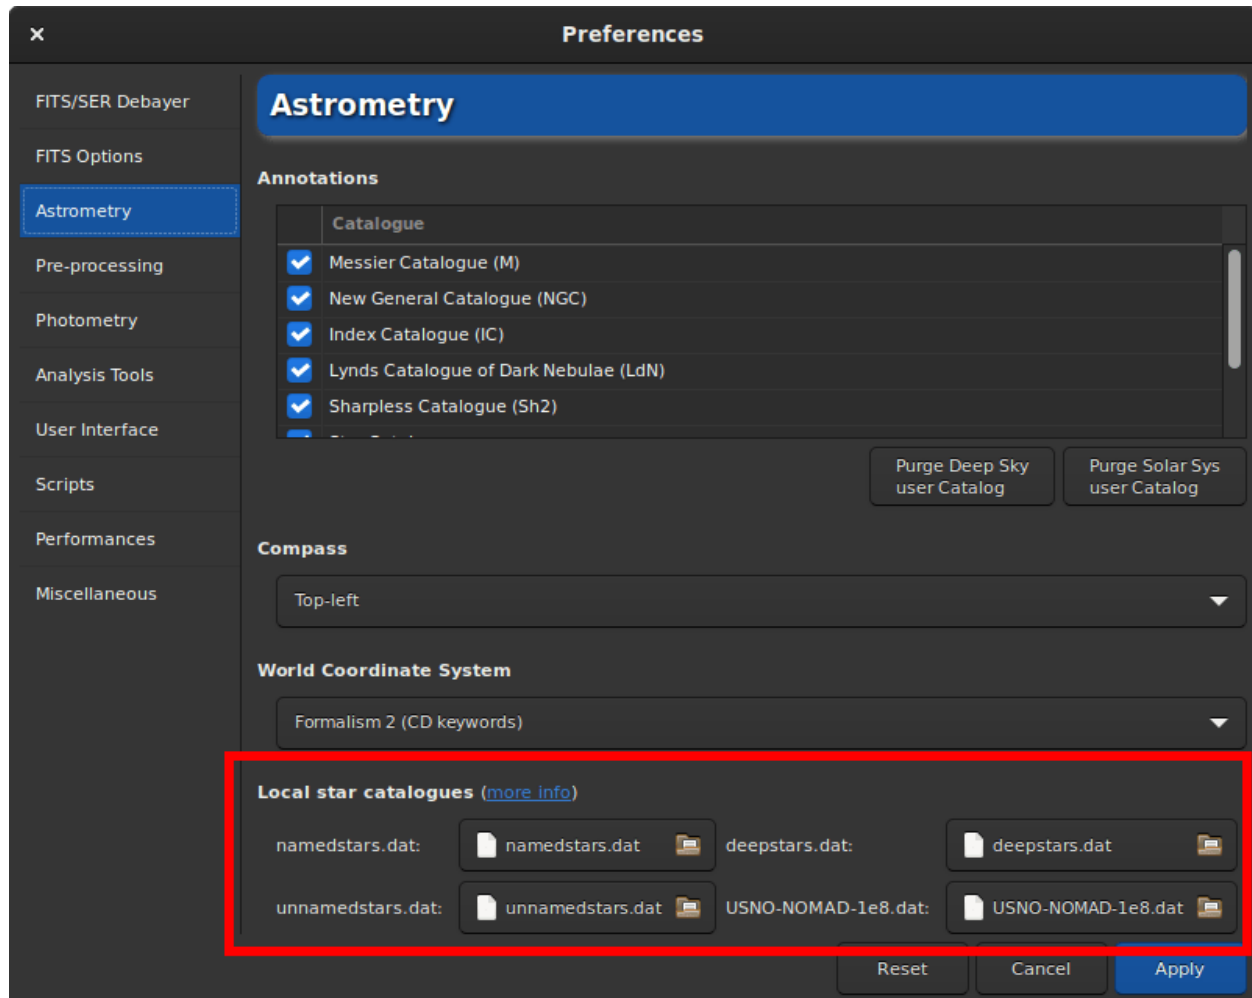 Preferences
FITS/SER Debayer
FITS Options
Astrometry
Pre-processing
Photometry
Analysis Tools
User Interface
Scripts
Performances
Miscellaneous
Astrometry
Annotations
Catalogue
Messier Catalogue (M)
New General Catalogue (NGC)
Index Catalogue (IC)
Lynds Catalogue of Dark Nebulae (LdN)
Sharpless Catalogue (Sh2)
Purge Deep Sky
user Catalog
Purge Solar Sys
user Catalog
Compass
Top-left
World Coordinate System
Formalism 2 (CD keywords)
Local star catalogues (more info)
namedstars.dat: namedstars.dat deepstars.dat: deepstars.dat
unnamedstars.dat: unnamedstars.dat USNO-NOMAD-1e8.dat: USNO-NOMAD-1e8.dat
Reset Cancel Apply